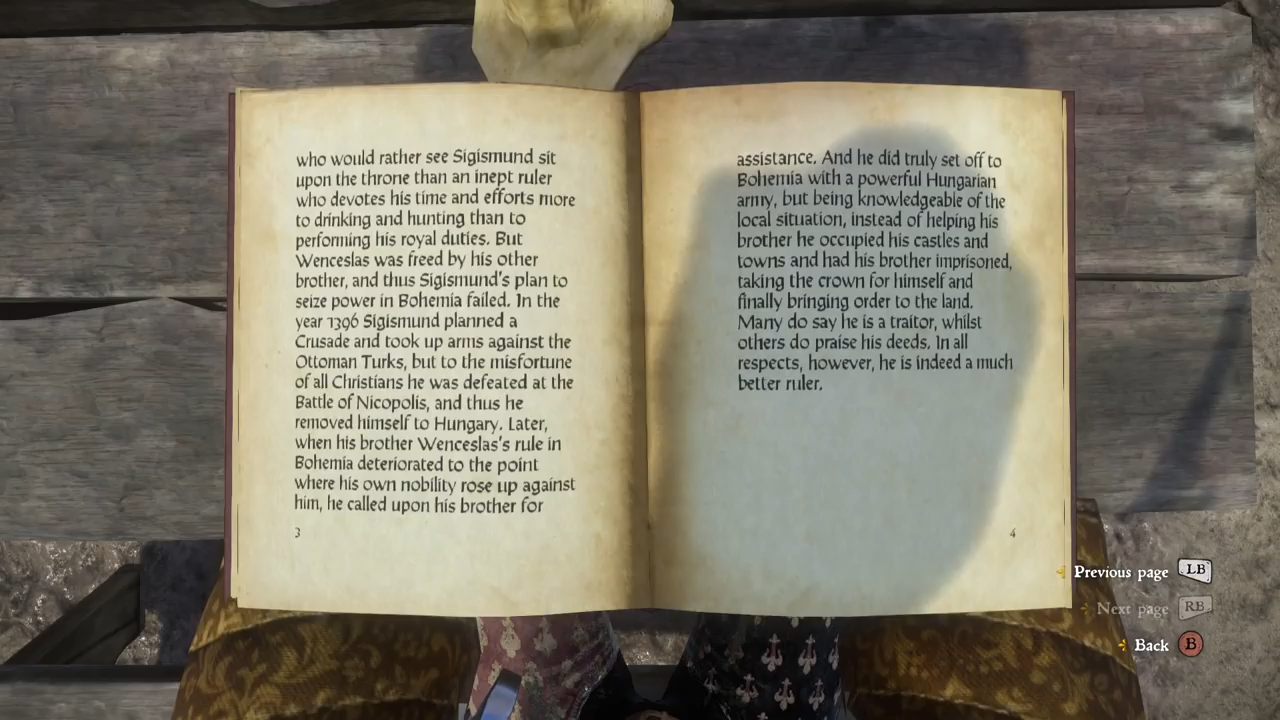 who would rather see Sigismund sit
upon the throne than an inept ruler
who devotes his time and efforts more
to drinking and hunting than to
performing his royal duties. But
Wenceslas was freed by his other
brother, and thus Sigismund's plan to
seize power in Bohemia failed. In the
year 1396 Sigismund planned a
Crusade and took up arms against the
Ottoman Turks, but to the misfortune
of all Christians he was defeated at the
Battle of Nicopolis, and thus he
removed himself to Hungary. Later,
when his brother Wenceslas's rule in
Bohemia deteriorated to the point
where his own nobility rose up against
him, he called upon his brother for
3
assistance. And he did truly set off to
Bohemia with a powerful Hungarian
army, but being knowledgeable of the
local situation, instead of helping his
brother he occupied his castles and
towns and had his brother imprisoned,
taking the crown for himself and
finally bringing order to the land.
Many do say he is a traitor, whilst
others do praise his deeds. In all
respects, however, he is indeed a much
better ruler.
4
Previous page LB
Next page RB
Back B